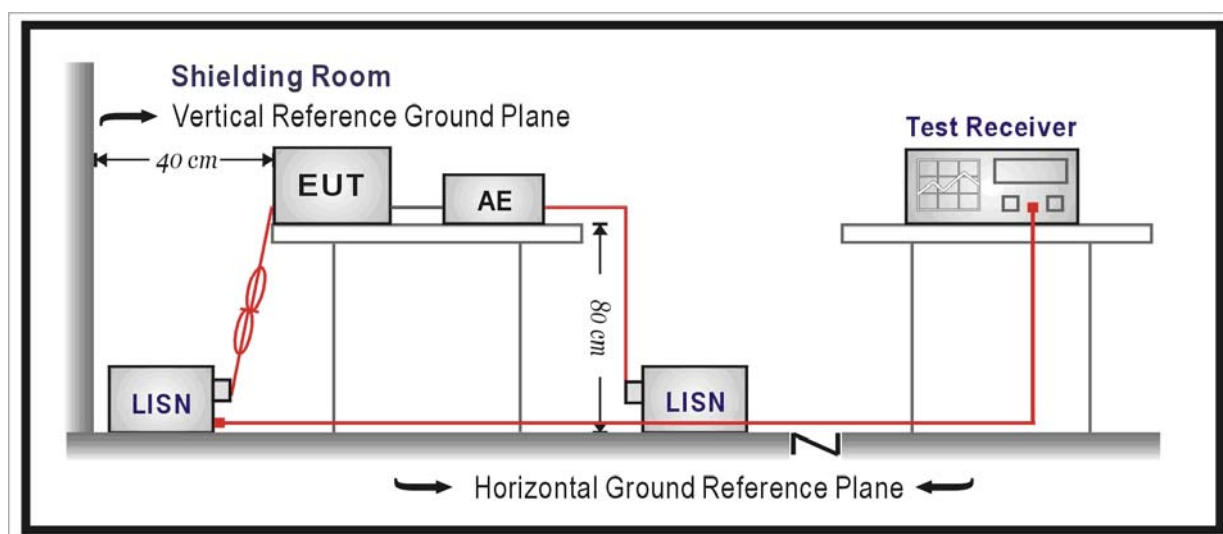 Shielding Room
Vertical Reference Ground Plane
40 cm
EUT
AE
Test Receiver
80 cm
LISN
LISN
Horizontal Ground Reference Plane